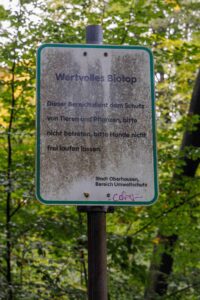 Wertvolles Biotop
Dieser Bereich dient dem Schutz
von Tieren und Pflanzen, bitte
nicht betreten, bitte Hunde nicht
frei laufen lassen.
Stadt Oberhausen,
Bereich Umweltschutz